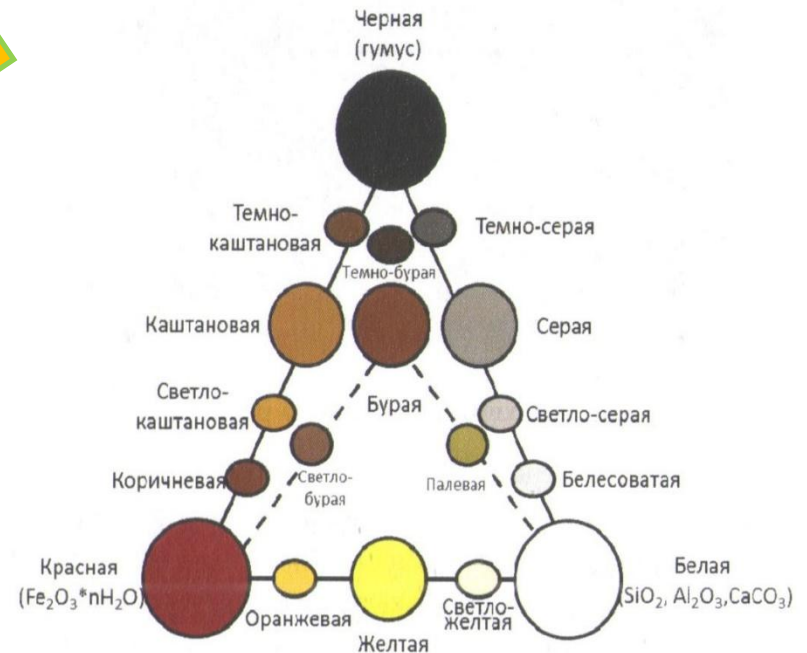 Черная
(гумус)
Темно-
каштановая
Темно-серая
Темно-бурая
Каштановая
Серая
Светло-
каштановая
Бурая
Светло-серая
Коричневая
Светло-
бурая
Палевая
Белесоватая
Красная
(Fe₂O₃*nH₂O)
Белая
(SiO₂, Al₂O₃,CaCO₃)
Оранжевая
Светло-
желтая
Желтая